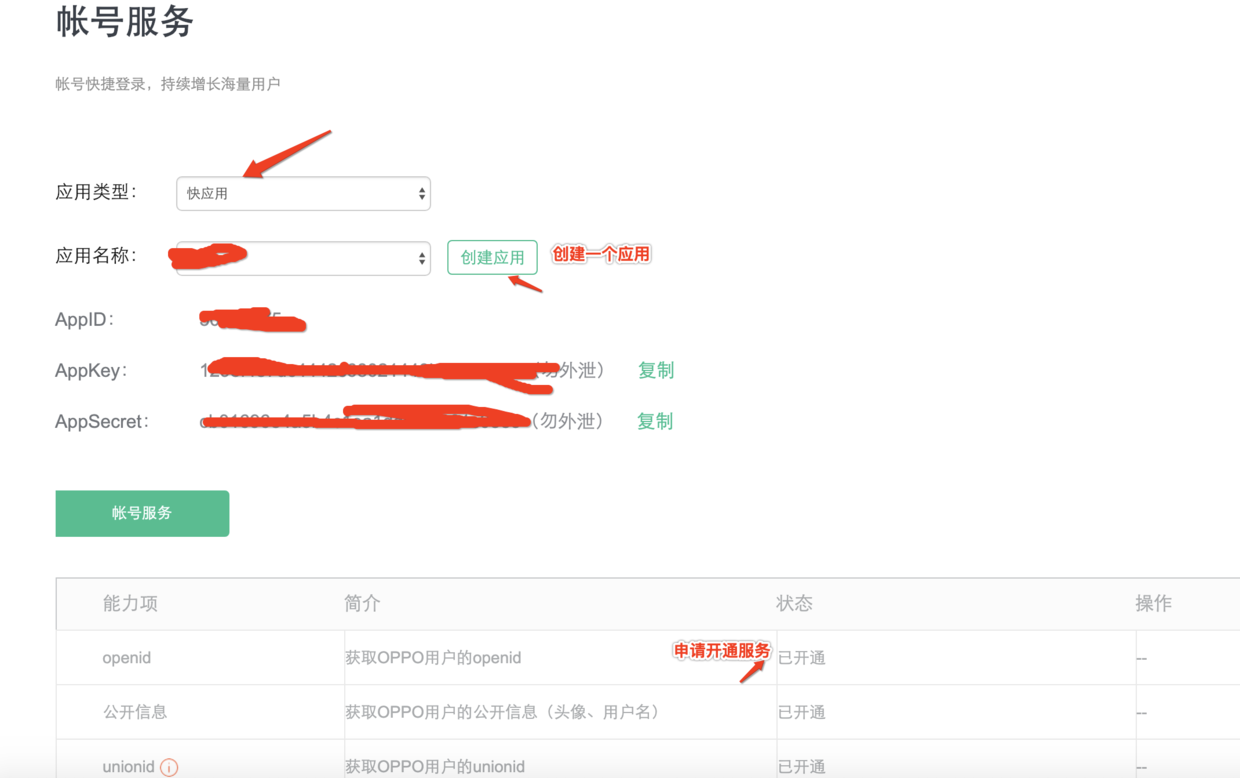 帐号服务
帐号快捷登录，持续增长海量用户
应用类型：
快应用
应用名称：
创建应用
创建一个应用
AppID：
AppKey：
勿外泄） 复制
AppSecret：
（勿外泄） 复制
帐号服务
能力项 简介 状态 操作
openid 获取OPPO用户的openid 申请开通服务 已开通 --
公开信息 获取OPPO用户的公开信息（头像、用户名） 已开通 --
unionid 获取OPPO用户的unionid 已开通 --